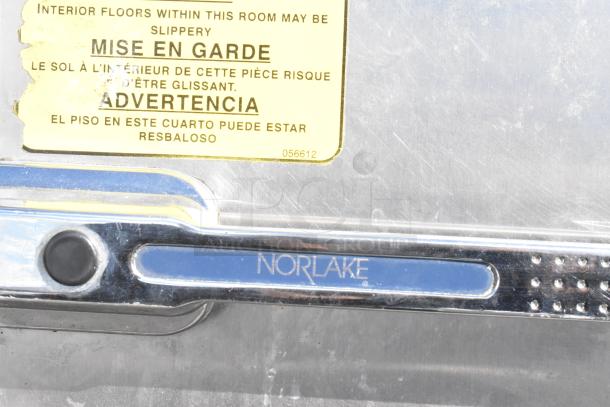 INTERIOR FLOORS WITHIN THIS ROOM MAY BE
SLIPPERY
MISE EN GARDE
LE SOL À L'INTÉRIEUR DE CETTE PIÈCE RISQUE
D'ÊTRE GLISSANT.
ADVERTENCIA
EL PISO EN ESTE CUARTO PUEDE ESTAR
RESBALOSO
056612
NORLAKE